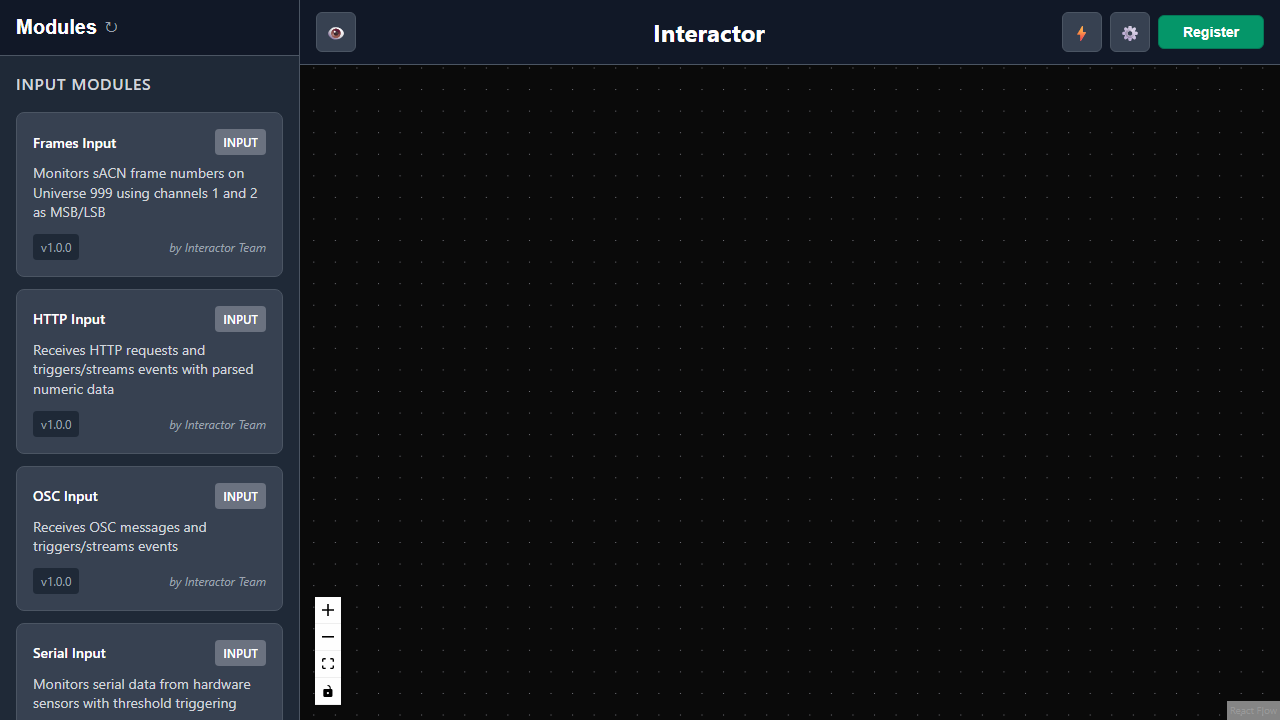 Modules ↻
INPUT MODULES
Frames Input
INPUT
Monitors sACN frame numbers on
Universe 999 using channels 1 and 2
as MSB/LSB
v1.0.0
by Interactor Team
HTTP Input
INPUT
Receives HTTP requests and
triggers/streams events with parsed
numeric data
v1.0.0
by Interactor Team
OSC Input
INPUT
Receives OSC messages and
triggers/streams events
v1.0.0
by Interactor Team
Serial Input
INPUT
Monitors serial data from hardware
sensors with threshold triggering
Interactor
Register
React Flow